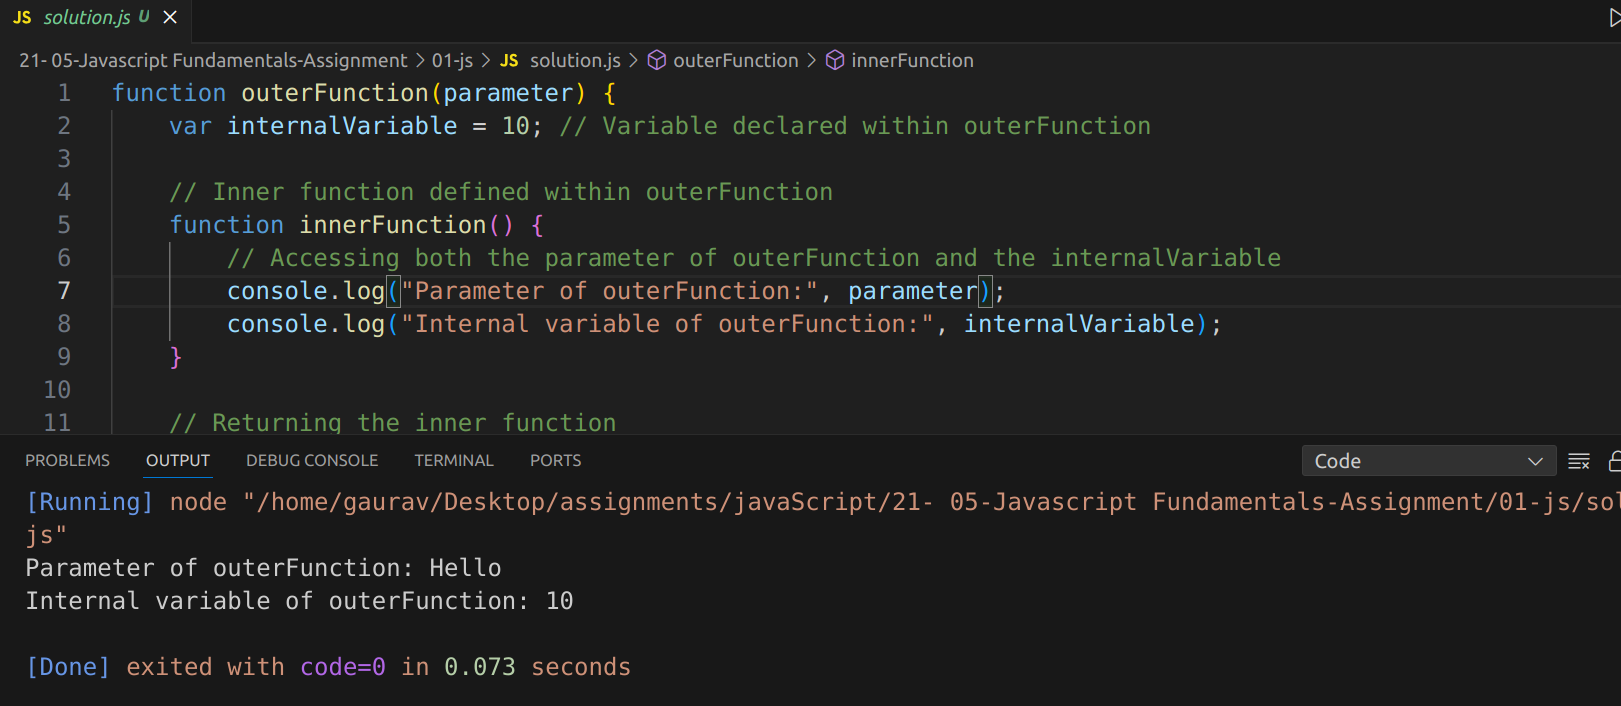 JS solution.js U
21- 05-Javascript Fundamentals-Assignment > 01-js > JS solution.js > outerFunction > innerFunction
1 function outerFunction(parameter) {
2 var internalVariable = 10; // Variable declared within outerFunction
3
4 // Inner function defined within outerFunction
5 function innerFunction() {
6 // Accessing both the parameter of outerFunction and the internalVariable
7 console.log("Parameter of outerFunction:", parameter);
8 console.log("Internal variable of outerFunction:", internalVariable);
9 }
10
11 // Returning the inner function
PROBLEMS OUTPUT DEBUG CONSOLE TERMINAL PORTS Code
[Running] node "/home/gaurav/Desktop/assignments/javaScript/21- 05-Javascript Fundamentals-Assignment/01-js/sol
js"
Parameter of outerFunction: Hello
Internal variable of outerFunction: 10
[Done] exited with code=0 in 0.073 seconds